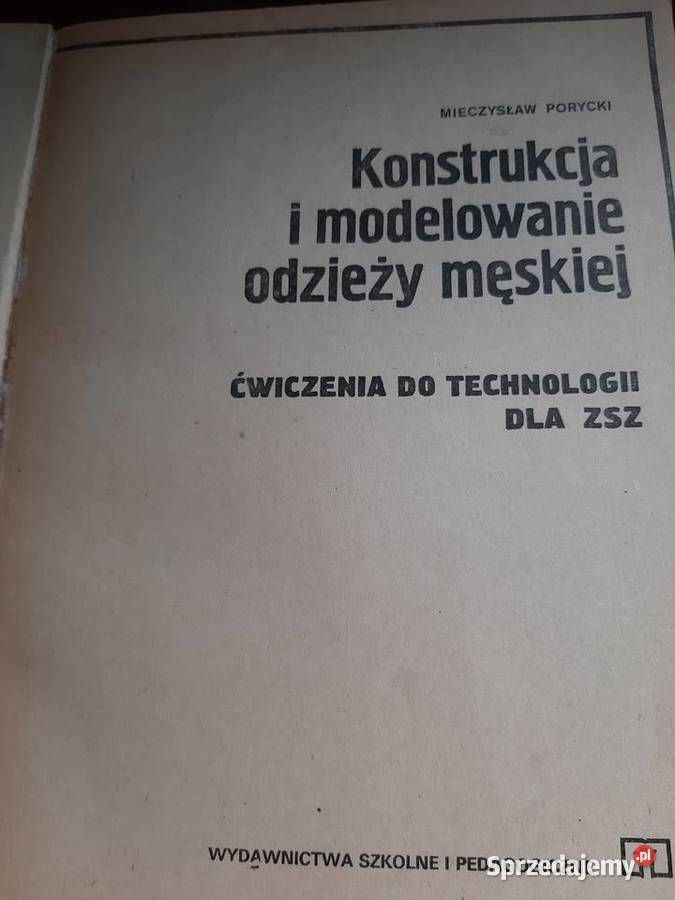 MIECZYSŁAW PORYCKI
Konstrukcja
i modelowanie
odzieży męskiej
ĆWICZENIA DO TECHNOLOGII
DLA ZSZ
WYDAWNICTWA SZKOLNE I
Sprzedajemy.pl